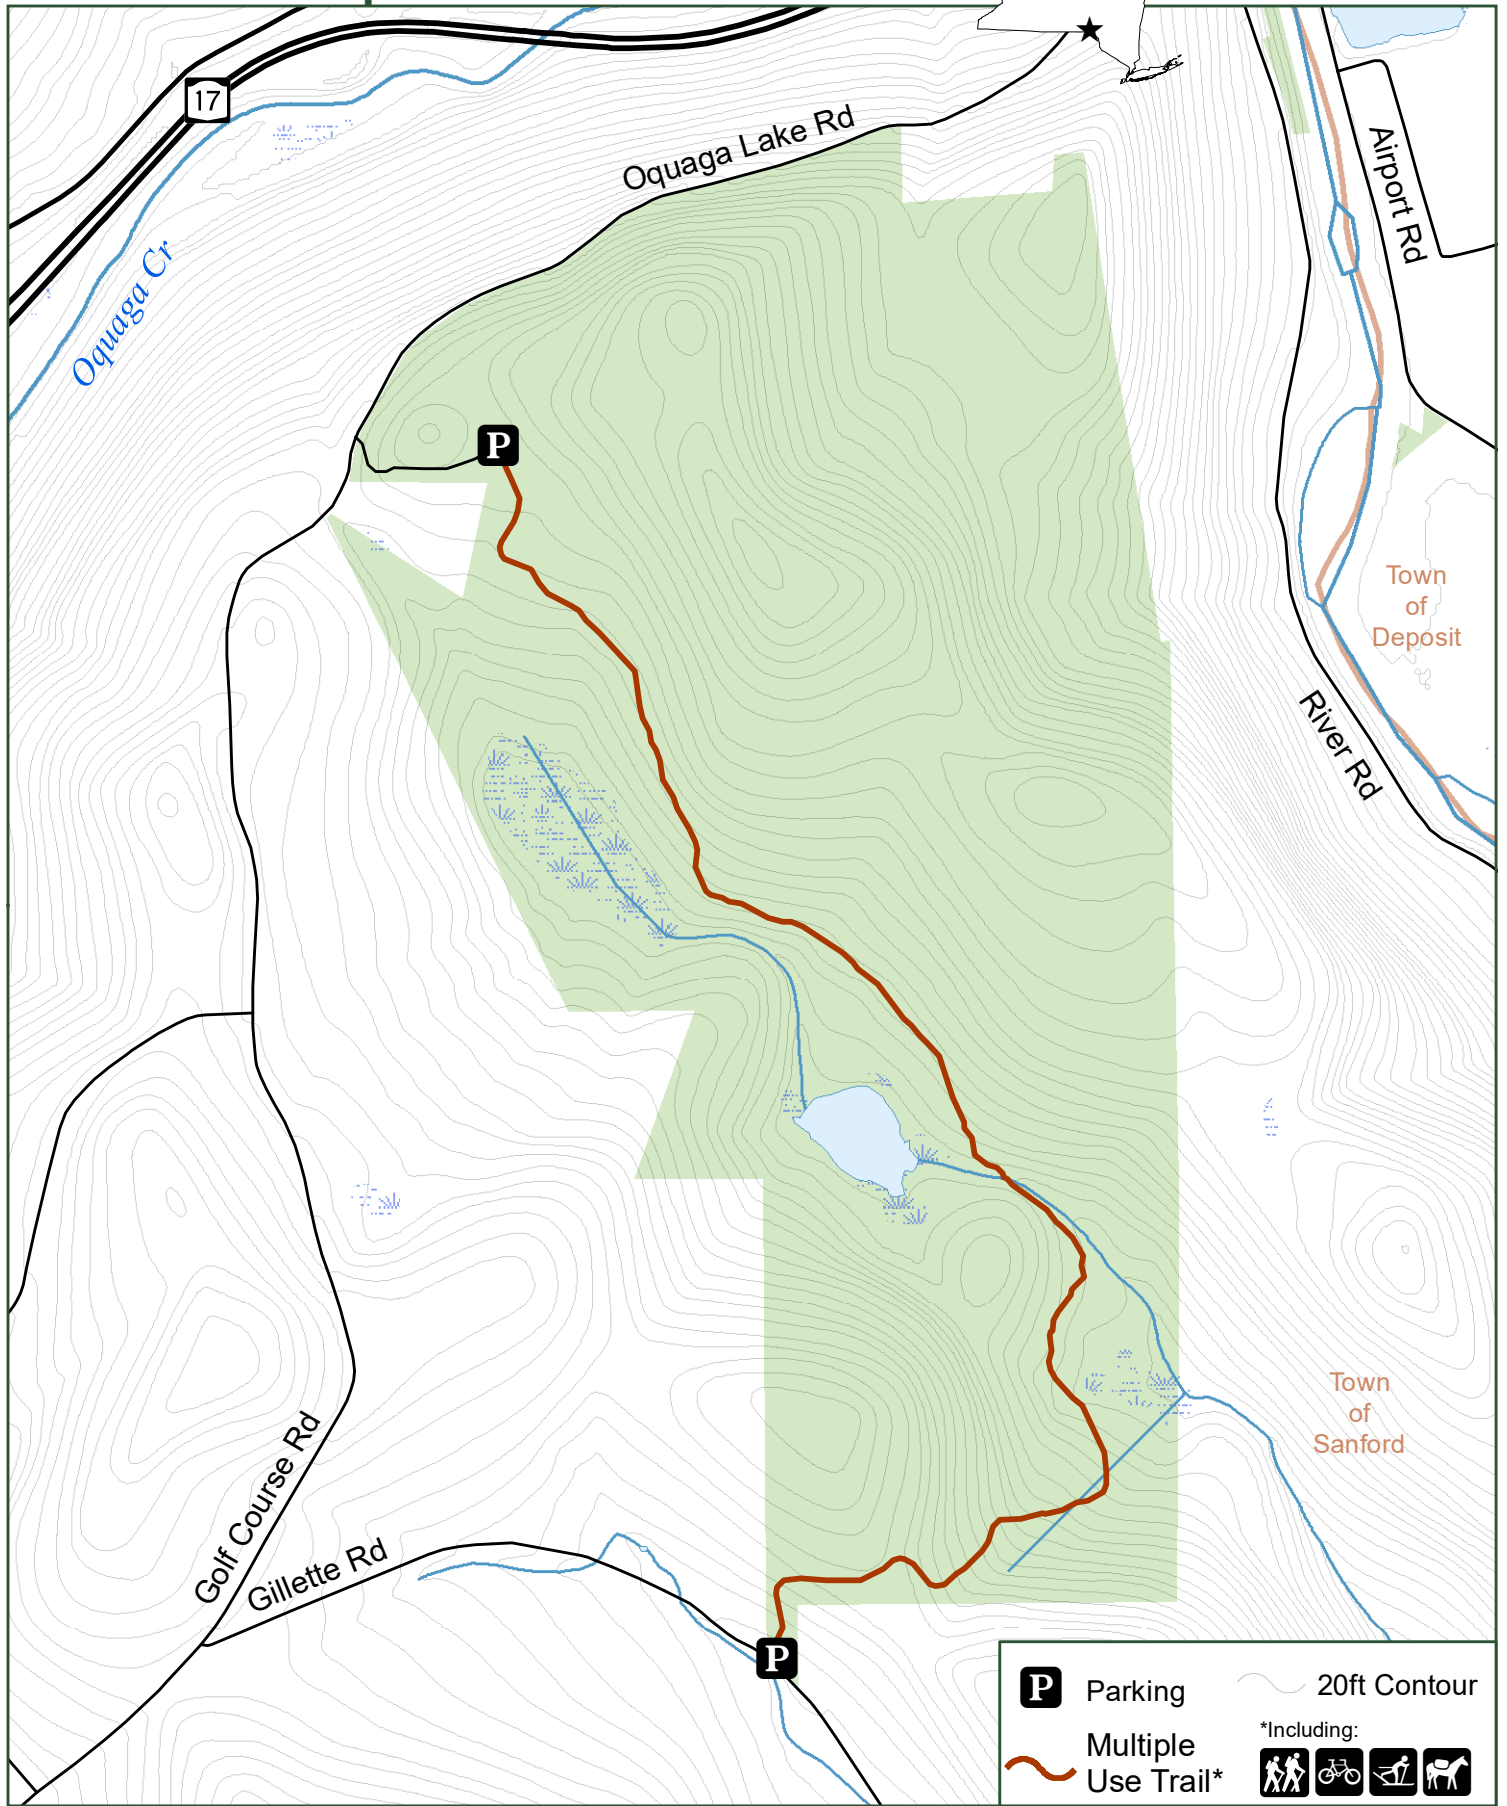 17
Oquaga Lake Rd
Airport Rd
Oquaga Cr
P
Town
of
Deposit
River Rd
Town
of
Sanford
Golf Course Rd
Gillette Rd
P
P Parking
20ft Contour
Multiple
Use Trail*
*Including: